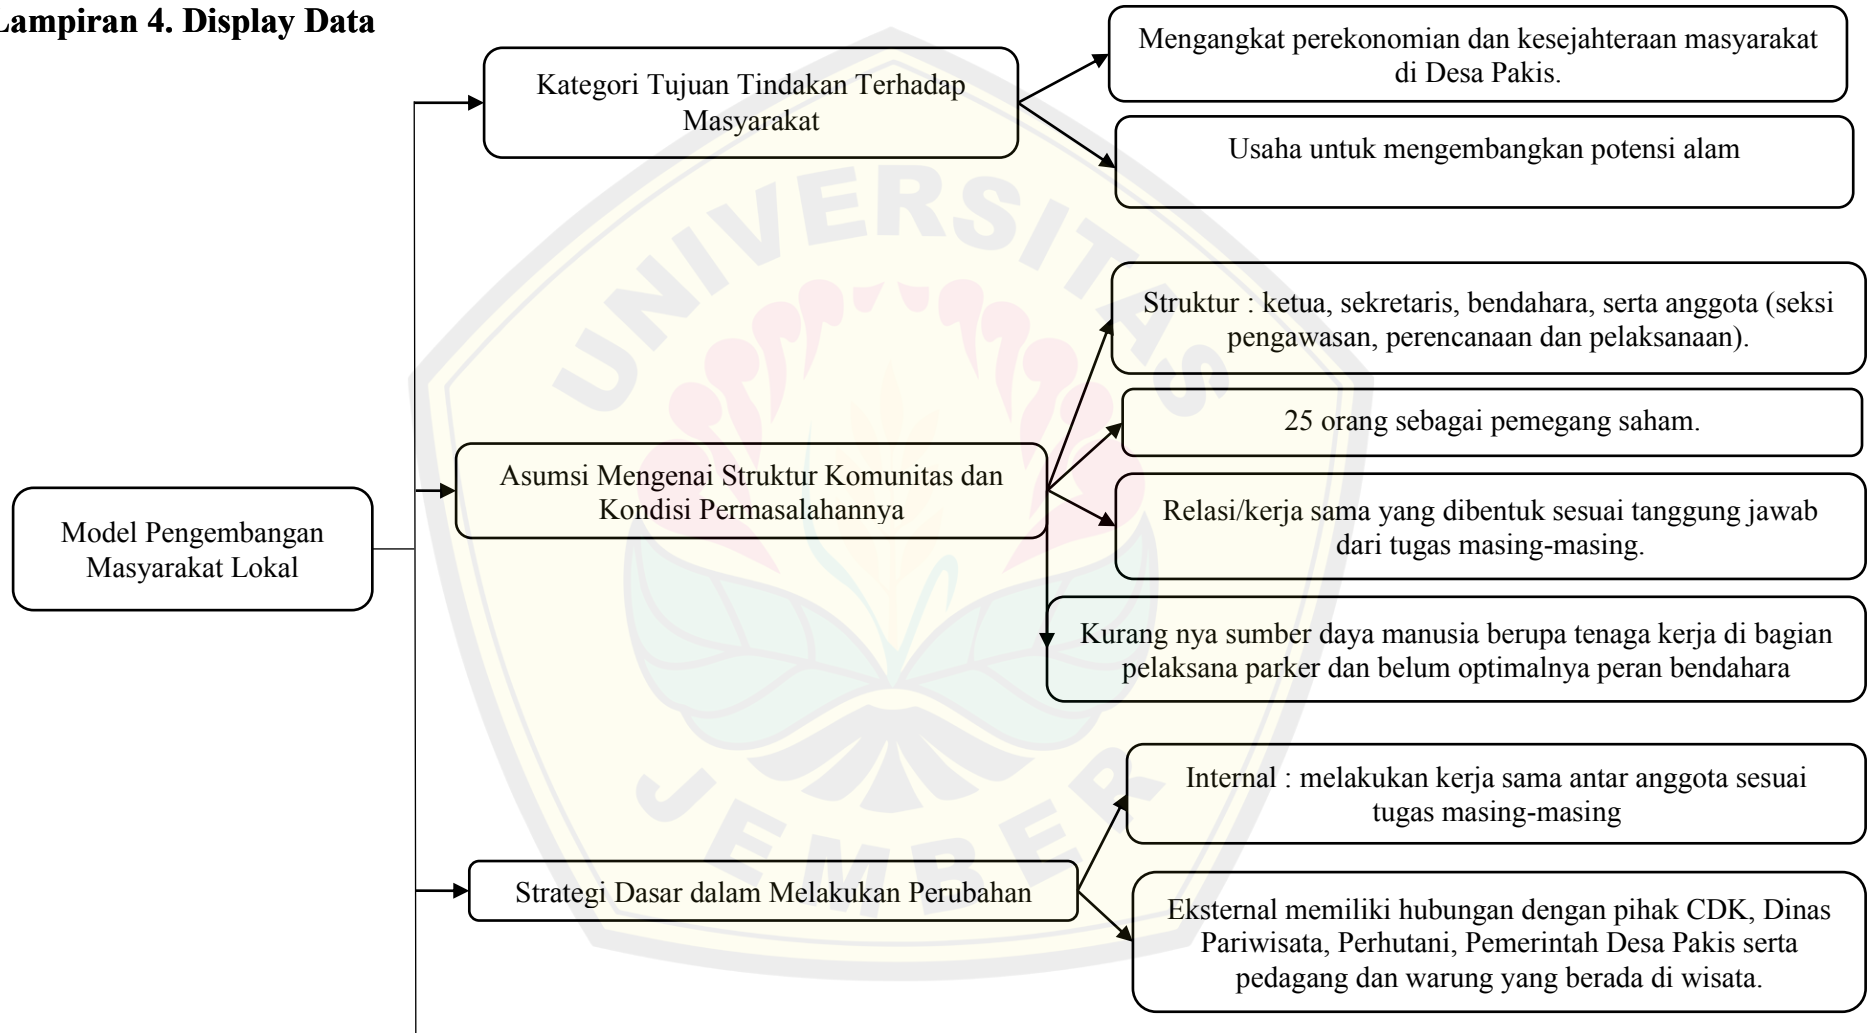 Lampiran 4. Display Data
Model Pengembangan
Masyarakat Lokal
Kategori Tujuan Tindakan Terhadap
Masyarakat
Mengangkat perekonomian dan kesejahteraan masyarakat
di Desa Pakis.
Usaha untuk mengembangkan potensi alam
Asumsi Mengenai Struktur Komunitas dan
Kondisi Permasalahannya
Struktur : ketua, sekretaris, bendahara, serta anggota (seksi
pengawasan, perencanaan dan pelaksanaan).
25 orang sebagai pemegang saham.
Relasi/kerja sama yang dibentuk sesuai tanggung jawab
dari tugas masing-masing.
Kurang nya sumber daya manusia berupa tenaga kerja di bagian
pelaksana parker dan belum optimalnya peran bendahara
Strategi Dasar dalam Melakukan Perubahan
Internal : melakukan kerja sama antar anggota sesuai
tugas masing-masing
Eksternal memiliki hubungan dengan pihak CDK, Dinas
Pariwisata, Perhutani, Pemerintah Desa Pakis serta
pedagang dan warung yang berada di wisata.
UNIVERSITAS
JEMBER